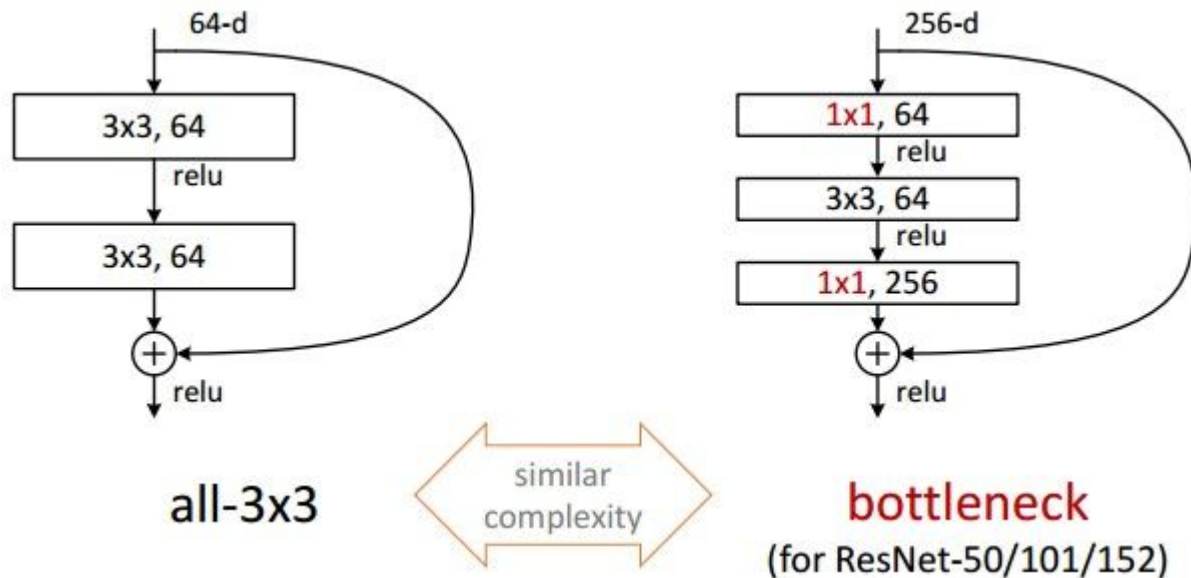 64-d
3x3, 64
relu
3x3, 64
+
relu
all-3x3
similar
complexity
256-d
1x1, 64
relu
3x3, 64
relu
1x1, 256
+
relu
bottleneck
(for ResNet-50/101/152)